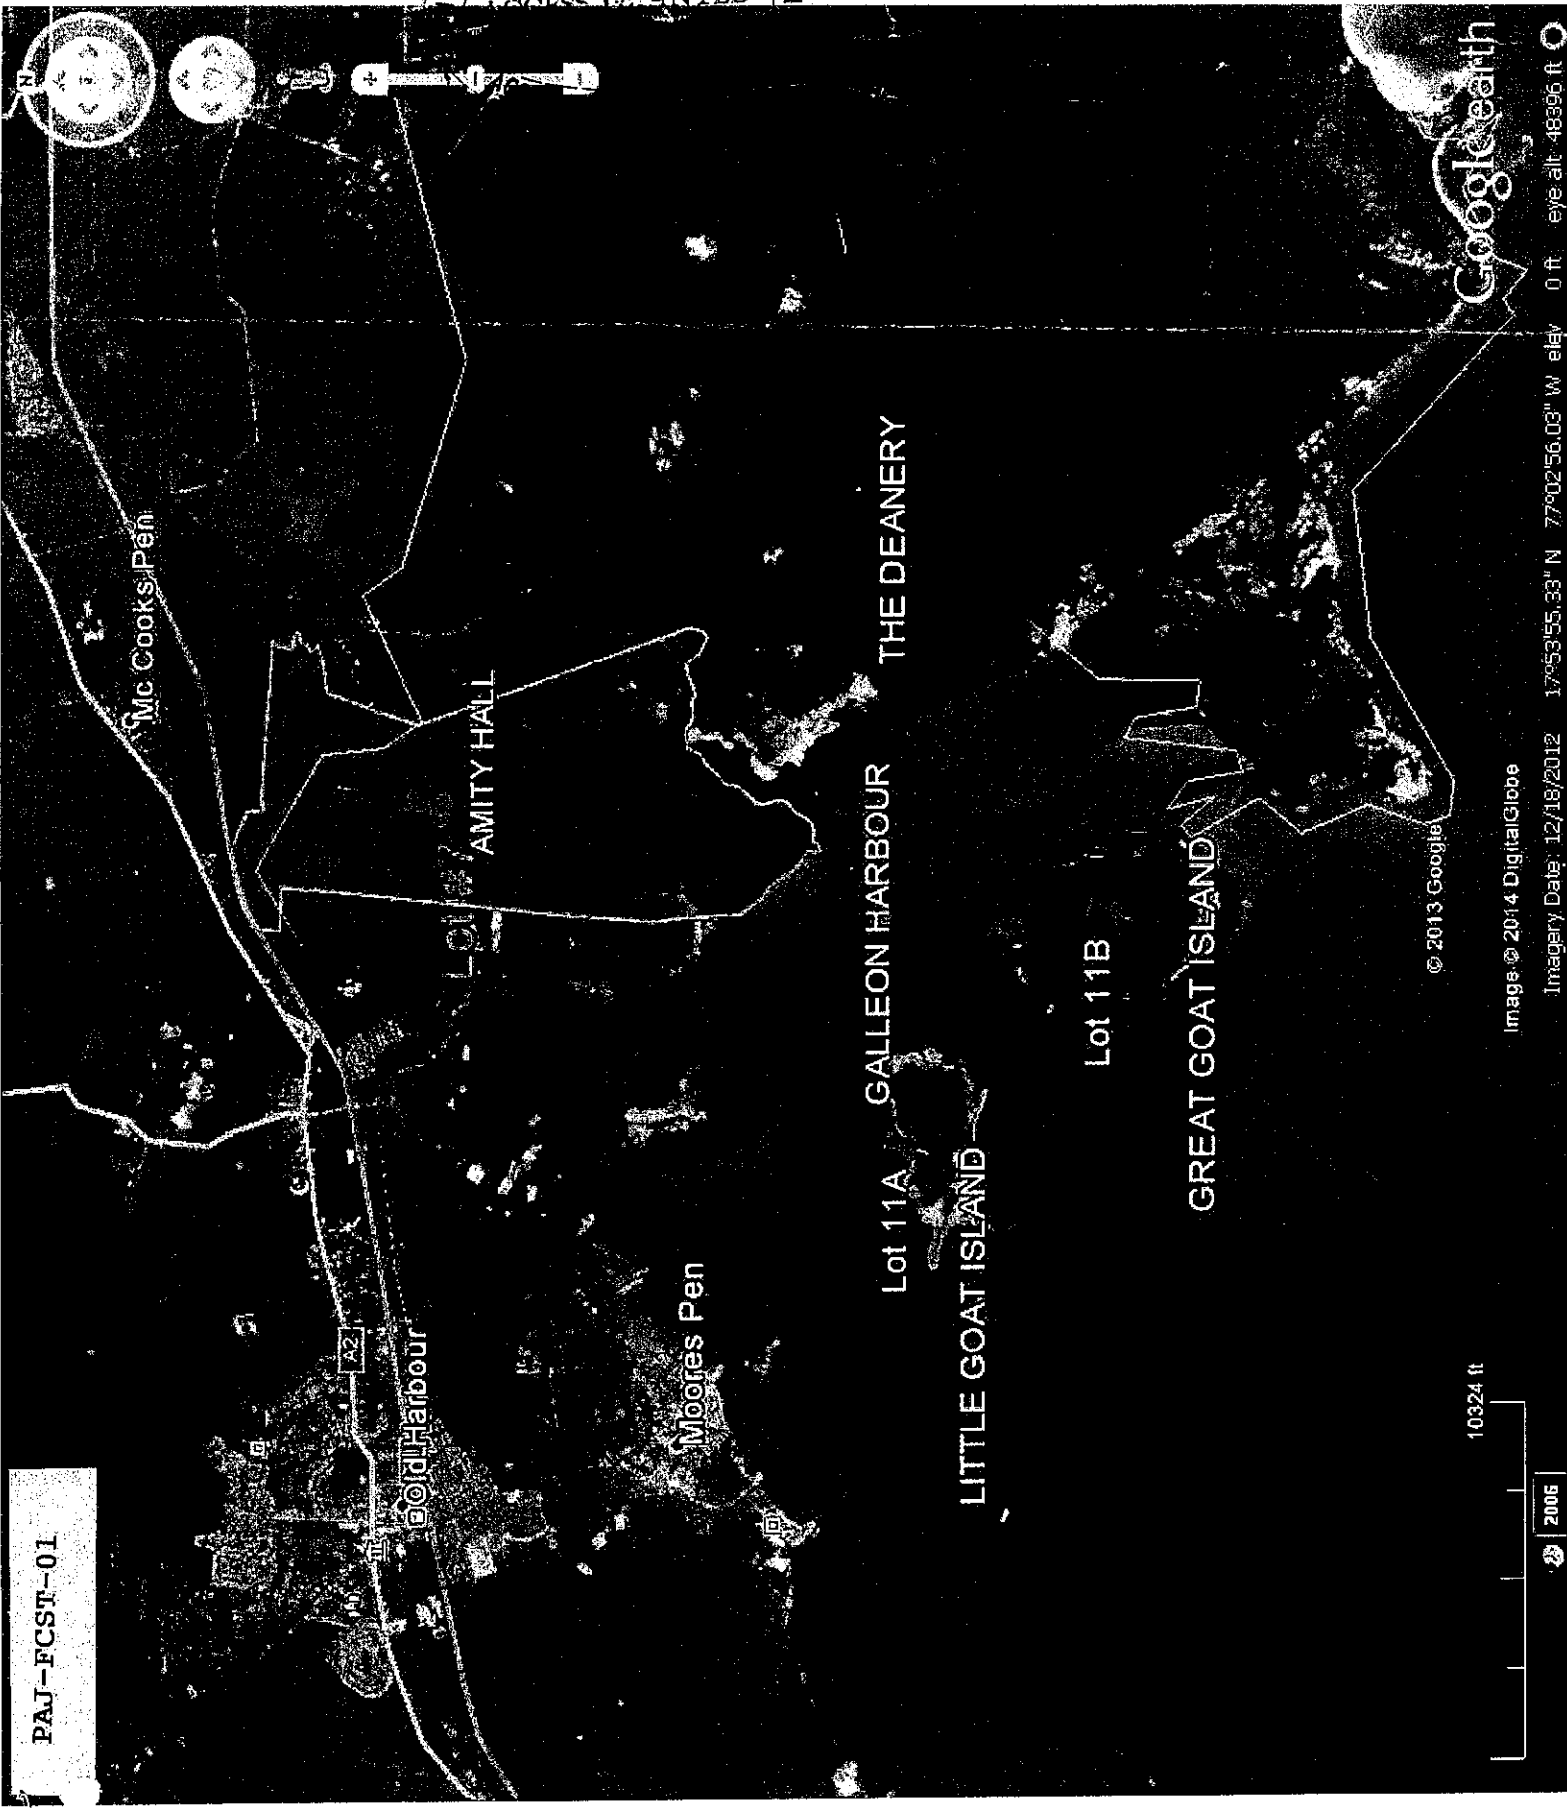 PAJ-FCST-01
N
Mc Cooks Pen
AMITY HALL
A2
Old Harbour
THE DEANERY
Moores Pen
GALLEON HARBOUR
Lot 11A
LITTLE GOAT ISLAND
Lot 11B
GREAT GOAT ISLAND
© 2013 Google
Image © 2014 DigitalGlobe
Google earth
10324 ft
2006
Imagery Date: 12/18/2012 17°53'55.33" N 77°02'56.03" W elev 0 ft eye alt 48396 ft